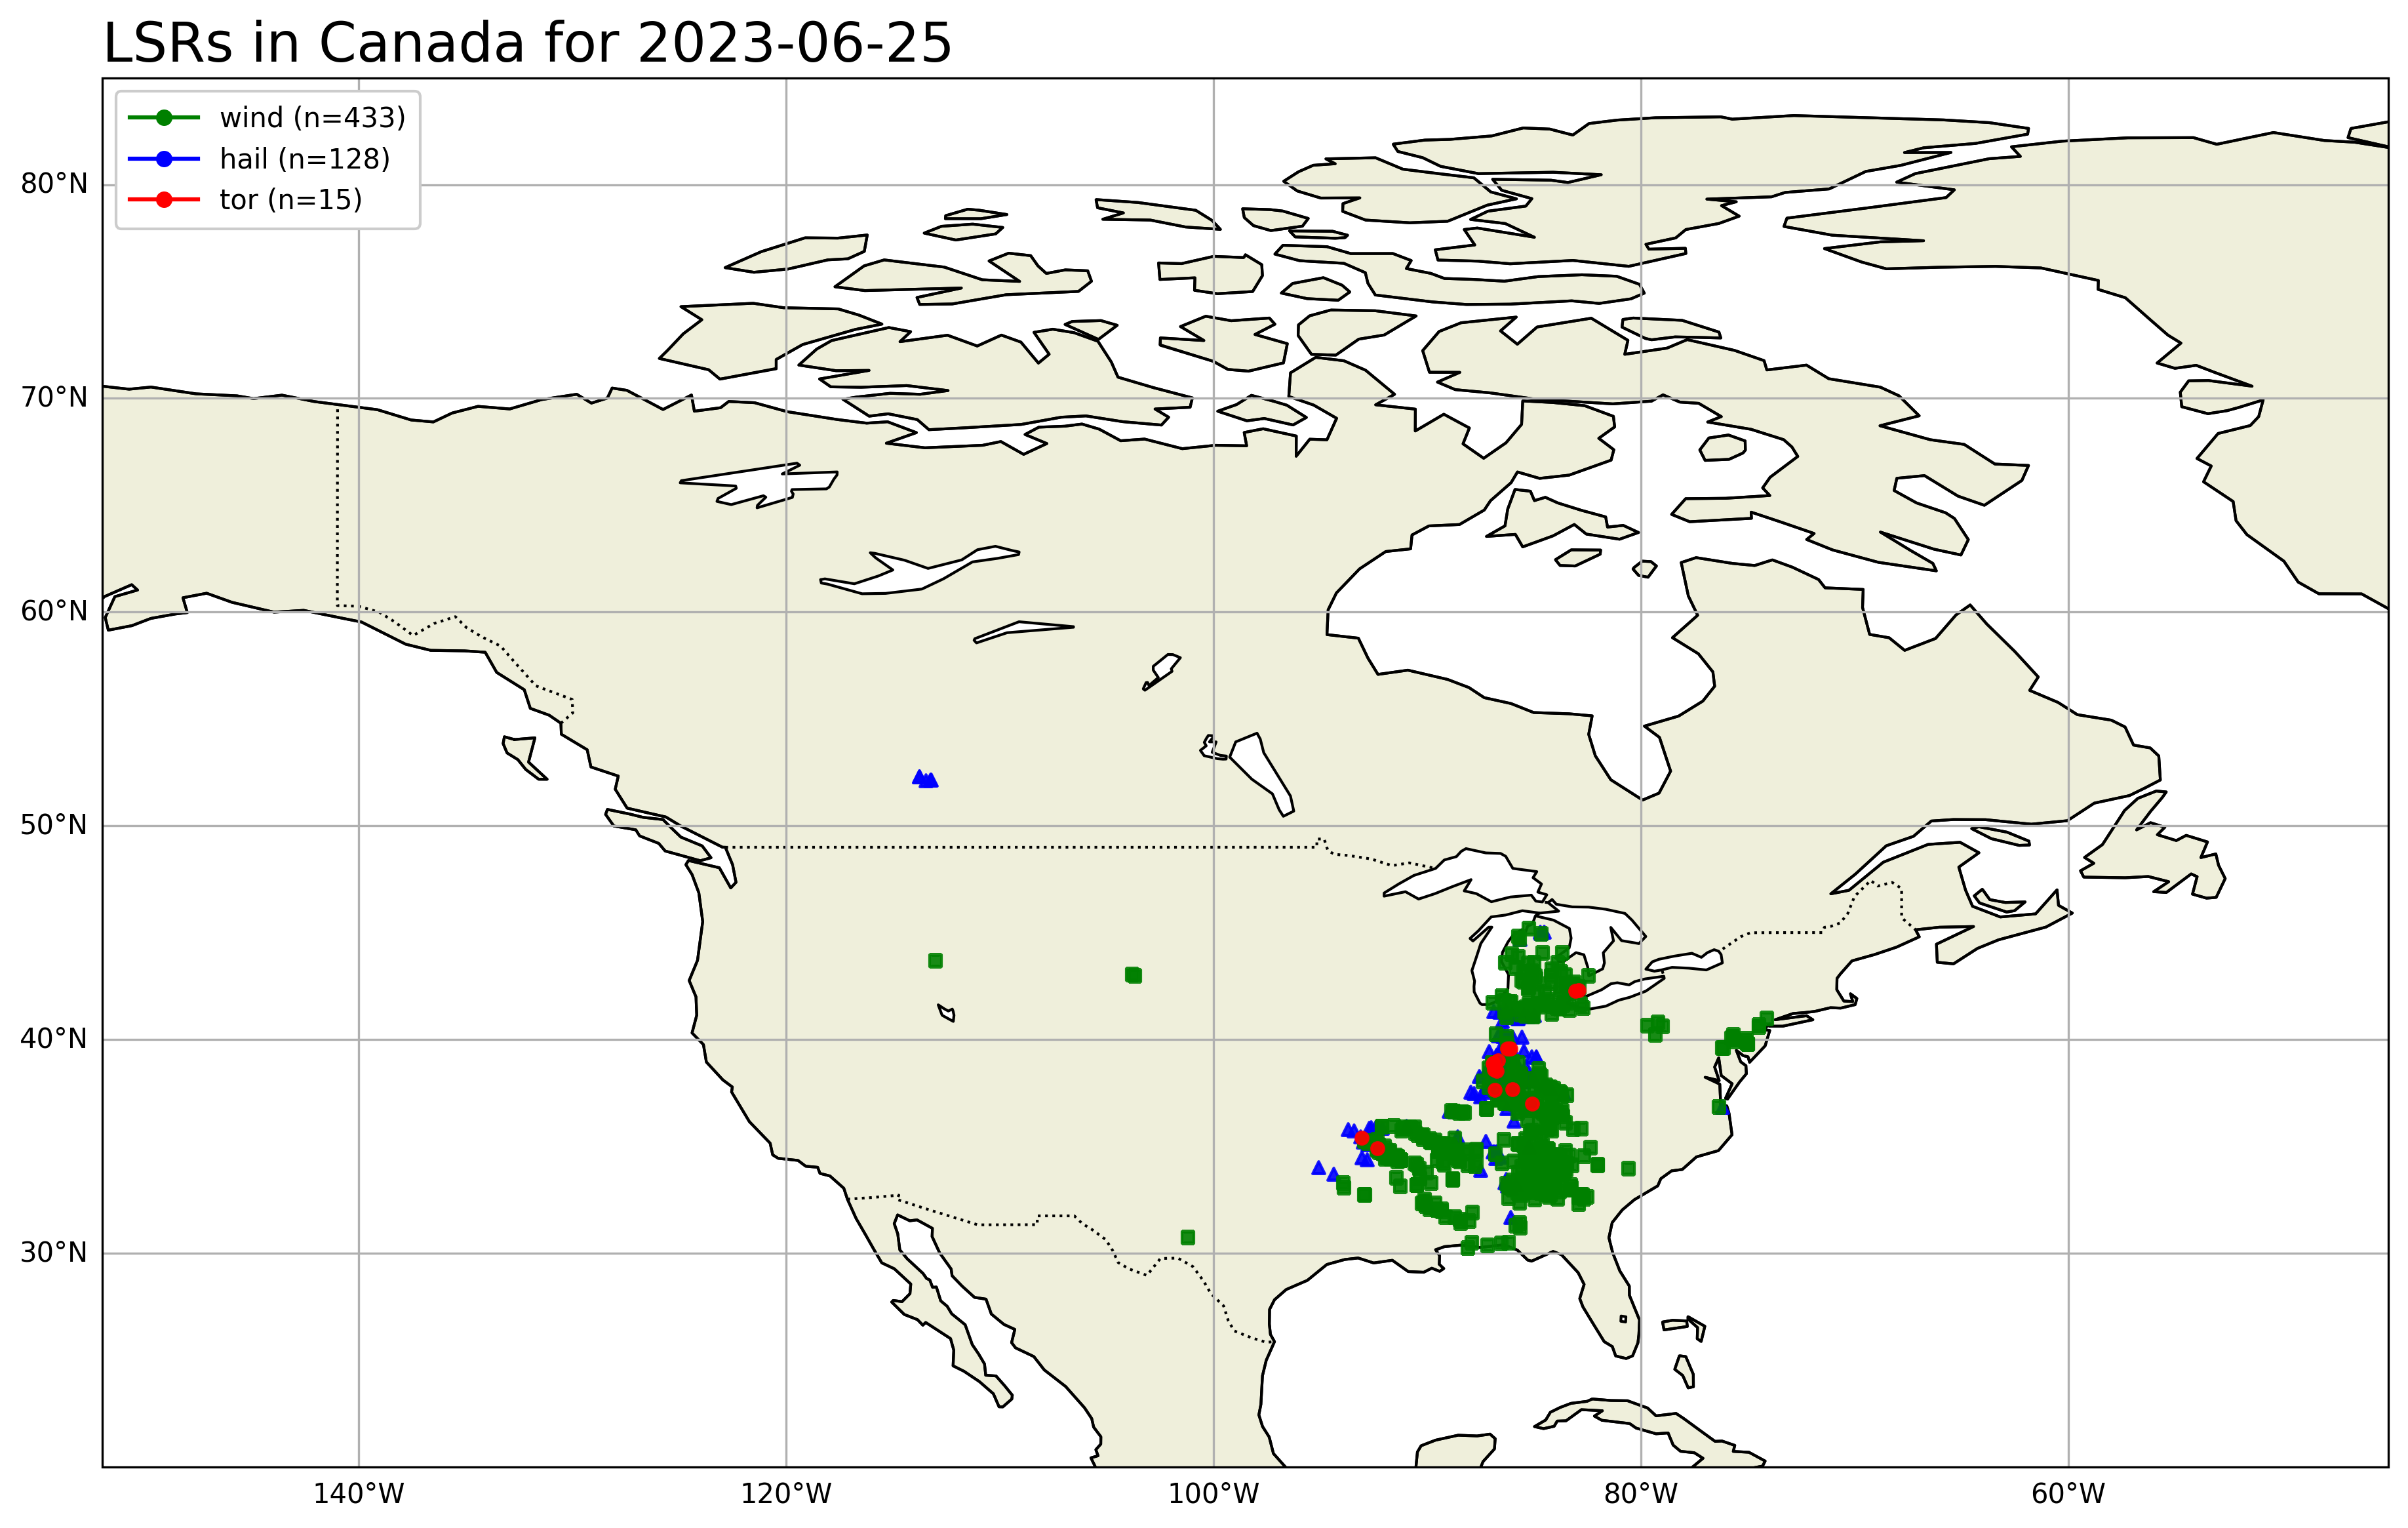 LSRs in Canada for 2023-06-25
wind (n=433)
hail (n=128)
tor (n=15)
80°N
70°N
60°N
50°N
40°N
30°N
140°W
120°W
100°W
80°W
60°W